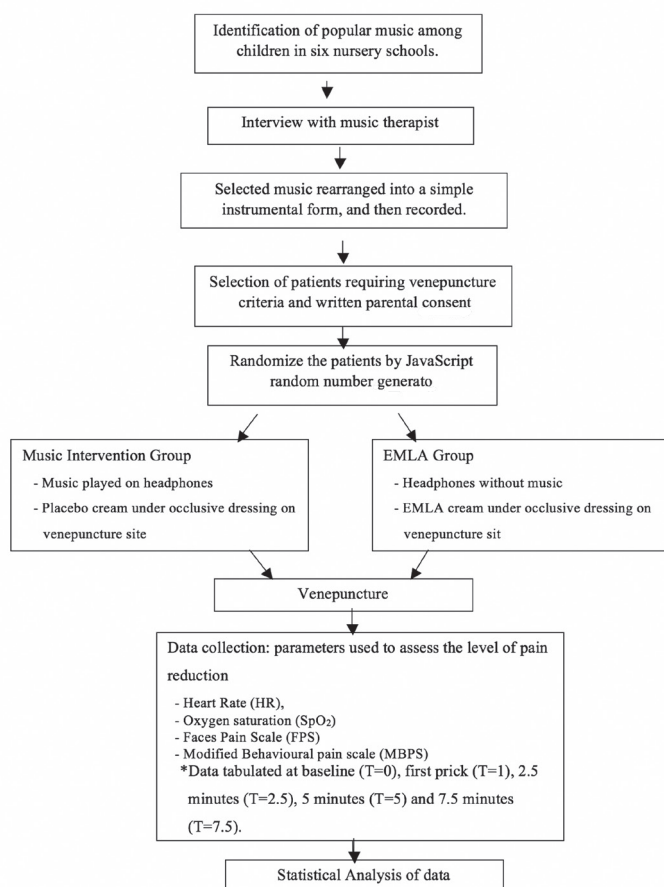 Identification of popular music among
children in six nursery schools.
Interview with music therapist
Selected music rearranged into a simple
instrumental form, and then recorded.
Selection of patients requiring venepuncture
criteria and written parental consent
Randomize the patients by JavaScript
random number generato
Music Intervention Group
- Music played on headphones
- Placebo cream under occlusive dressing on
venepuncture site
EMLA Group
- Headphones without music
- EMLA cream under occlusive dressing on
venepuncture sit
Venepuncture
Data collection: parameters used to assess the level of pain
reduction
- Heart Rate (HR),
- Oxygen saturation (SpO₂)
- Faces Pain Scale (FPS)
- Modified Behavioural pain scale (MBPS)
*Data tabulated at baseline (T=0), first prick (T=1), 2.5
minutes (T=2.5), 5 minutes (T=5) and 7.5 minutes
(T=7.5).
Statistical Analysis of data